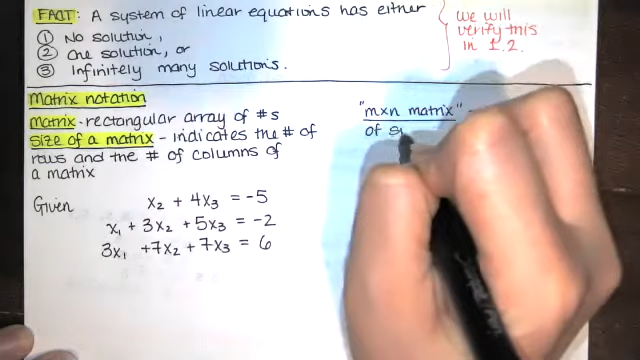 FACT: A system of linear equations has either
① No solution,
② One solution, or
③ Infinitely many solutions.
we will
verify this
in 1.2.
Matrix notation
matrix - rectangular array of #s
size of a matrix - indicates the # of
rows and the # of columns of
a matrix
"m×n matrix" -
of
Given
x₂ + 4x₃ = -5
x₁ + 3x₂ + 5x₃ = -2
3x₁ + 7x₂ + 7x₃ = 6